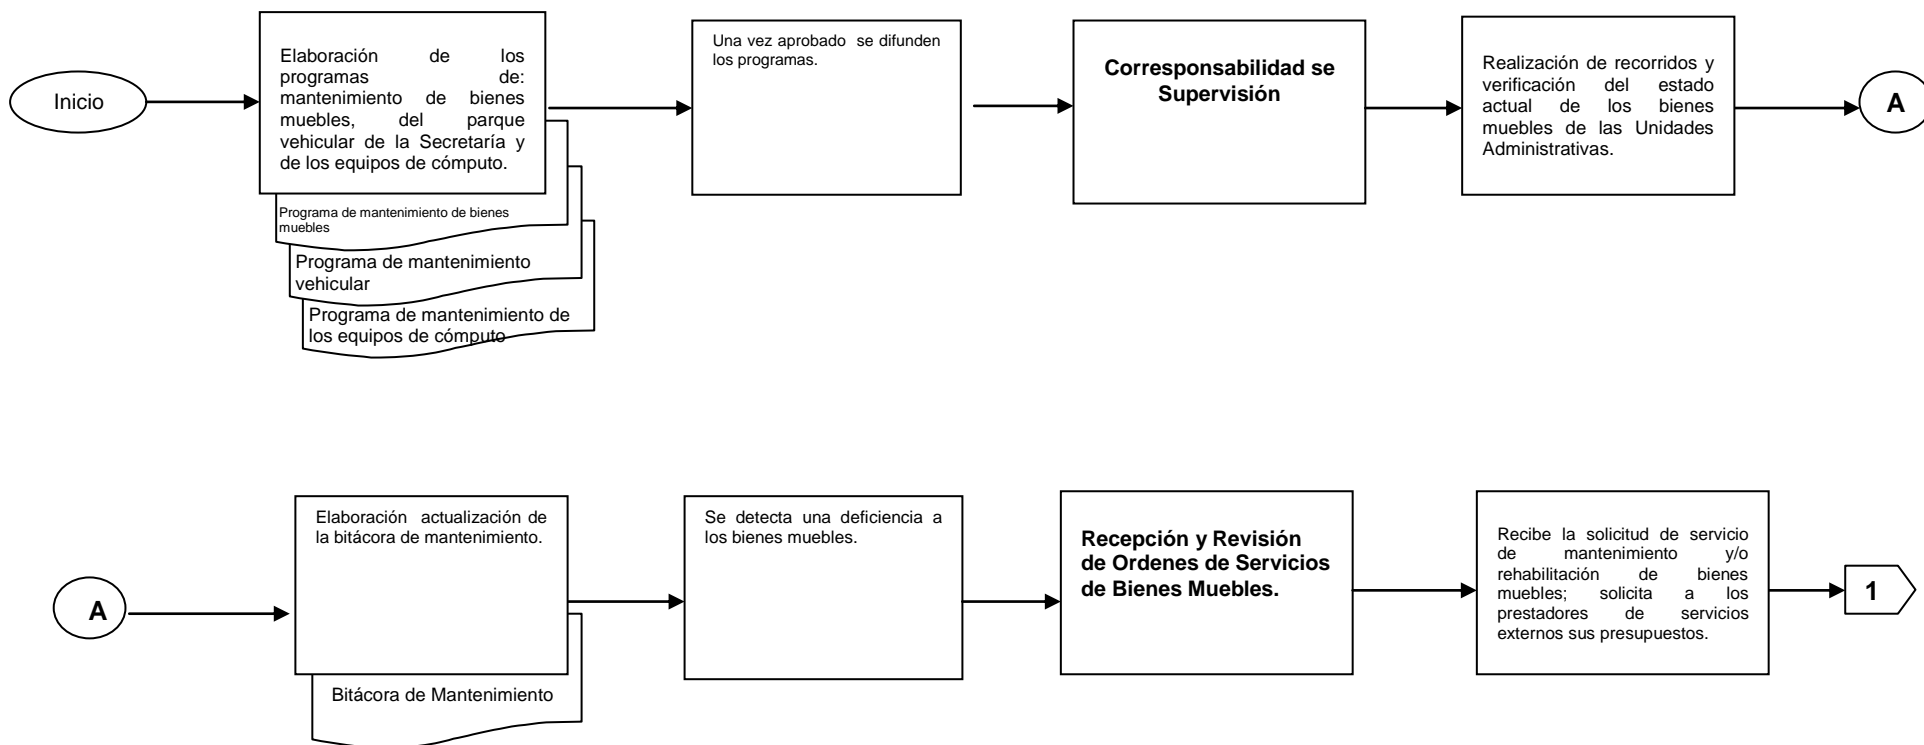 Inicio
Elaboración de los
programas de:
mantenimiento de bienes
muebles, del parque
vehicular de la Secretaría y
de los equipos de cómputo.
Programa de mantenimiento de bienes
muebles
Programa de mantenimiento
vehicular
Programa de mantenimiento de
los equipos de cómputo
Una vez aprobado se difunden
los programas.
Corresponsabilidad se
Supervisión
Realización de recorridos y
verificación del estado
actual de los bienes
muebles de las Unidades
Administrativas.
A
A
Elaboración actualización de
la bitácora de mantenimiento.
Bitácora de Mantenimiento
Se detecta una deficiencia a
los bienes muebles.
Recepción y Revisión
de Ordenes de Servicios
de Bienes Muebles.
Recibe la solicitud de servicio
de mantenimiento y/o
rehabilitación de bienes
muebles; solicita a los
prestadores de servicios
externos sus presupuestos.
1